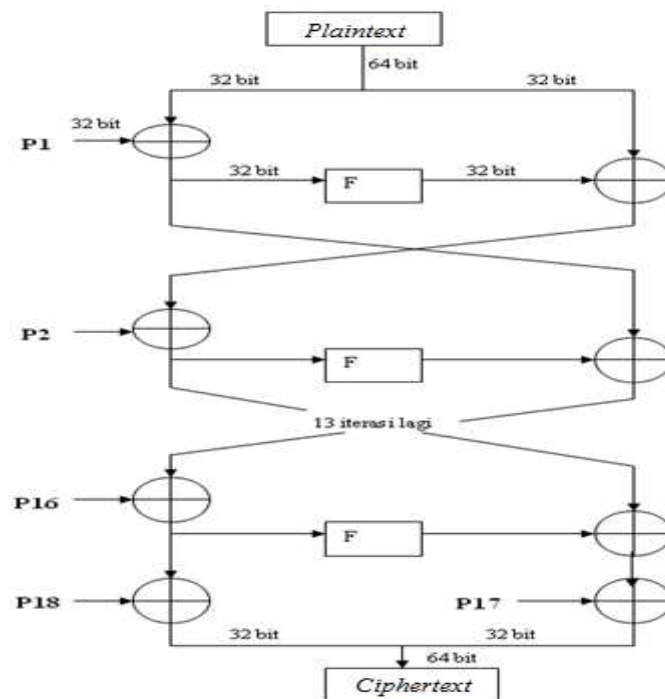 Plaintext
64 bit
32 bit
32 bit
32 bit
P1
32 bit
F
32 bit
P2
F
13 iterasi lagi
P16
F
P18
P17
32 bit
32 bit
64 bit
Ciphertext